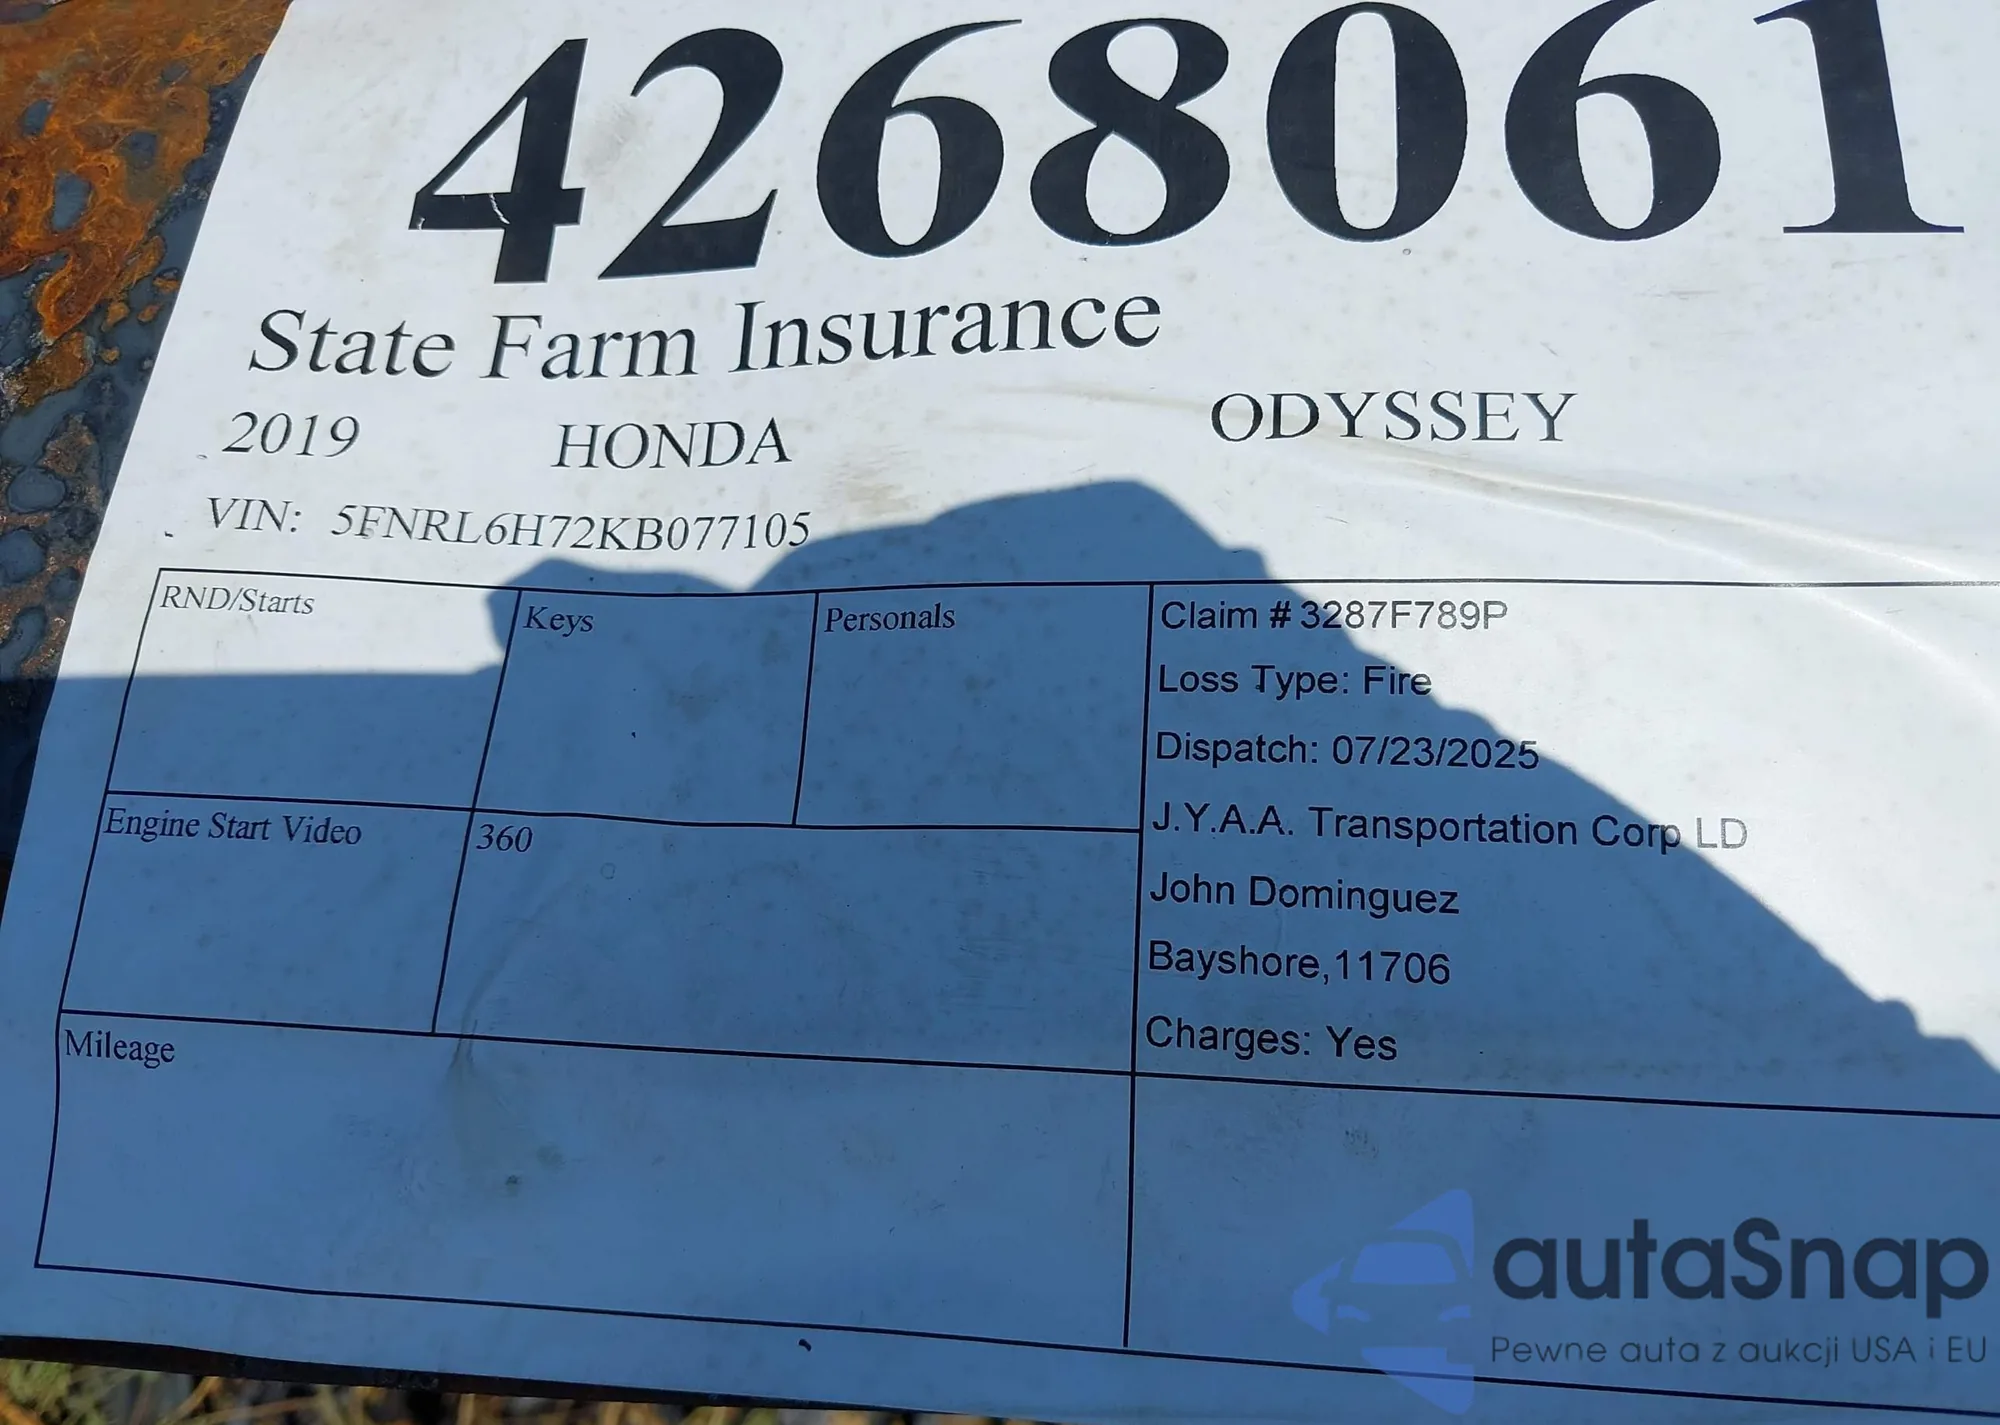 4268061
State Farm Insurance
2019 HONDA ODYSSEY
VIN: 5FNRL6H72KB077105
RND/Starts
Keys
Personals
Claim # 3287F789P
Loss Type: Fire
Dispatch: 07/23/2025
J.Y.A.A. Transportation Corp LD
John Dominguez
Bayshore,11706
Charges: Yes
Engine Start Video
360
Mileage
autaSnap
Pewne auta z aukcji USA i EU